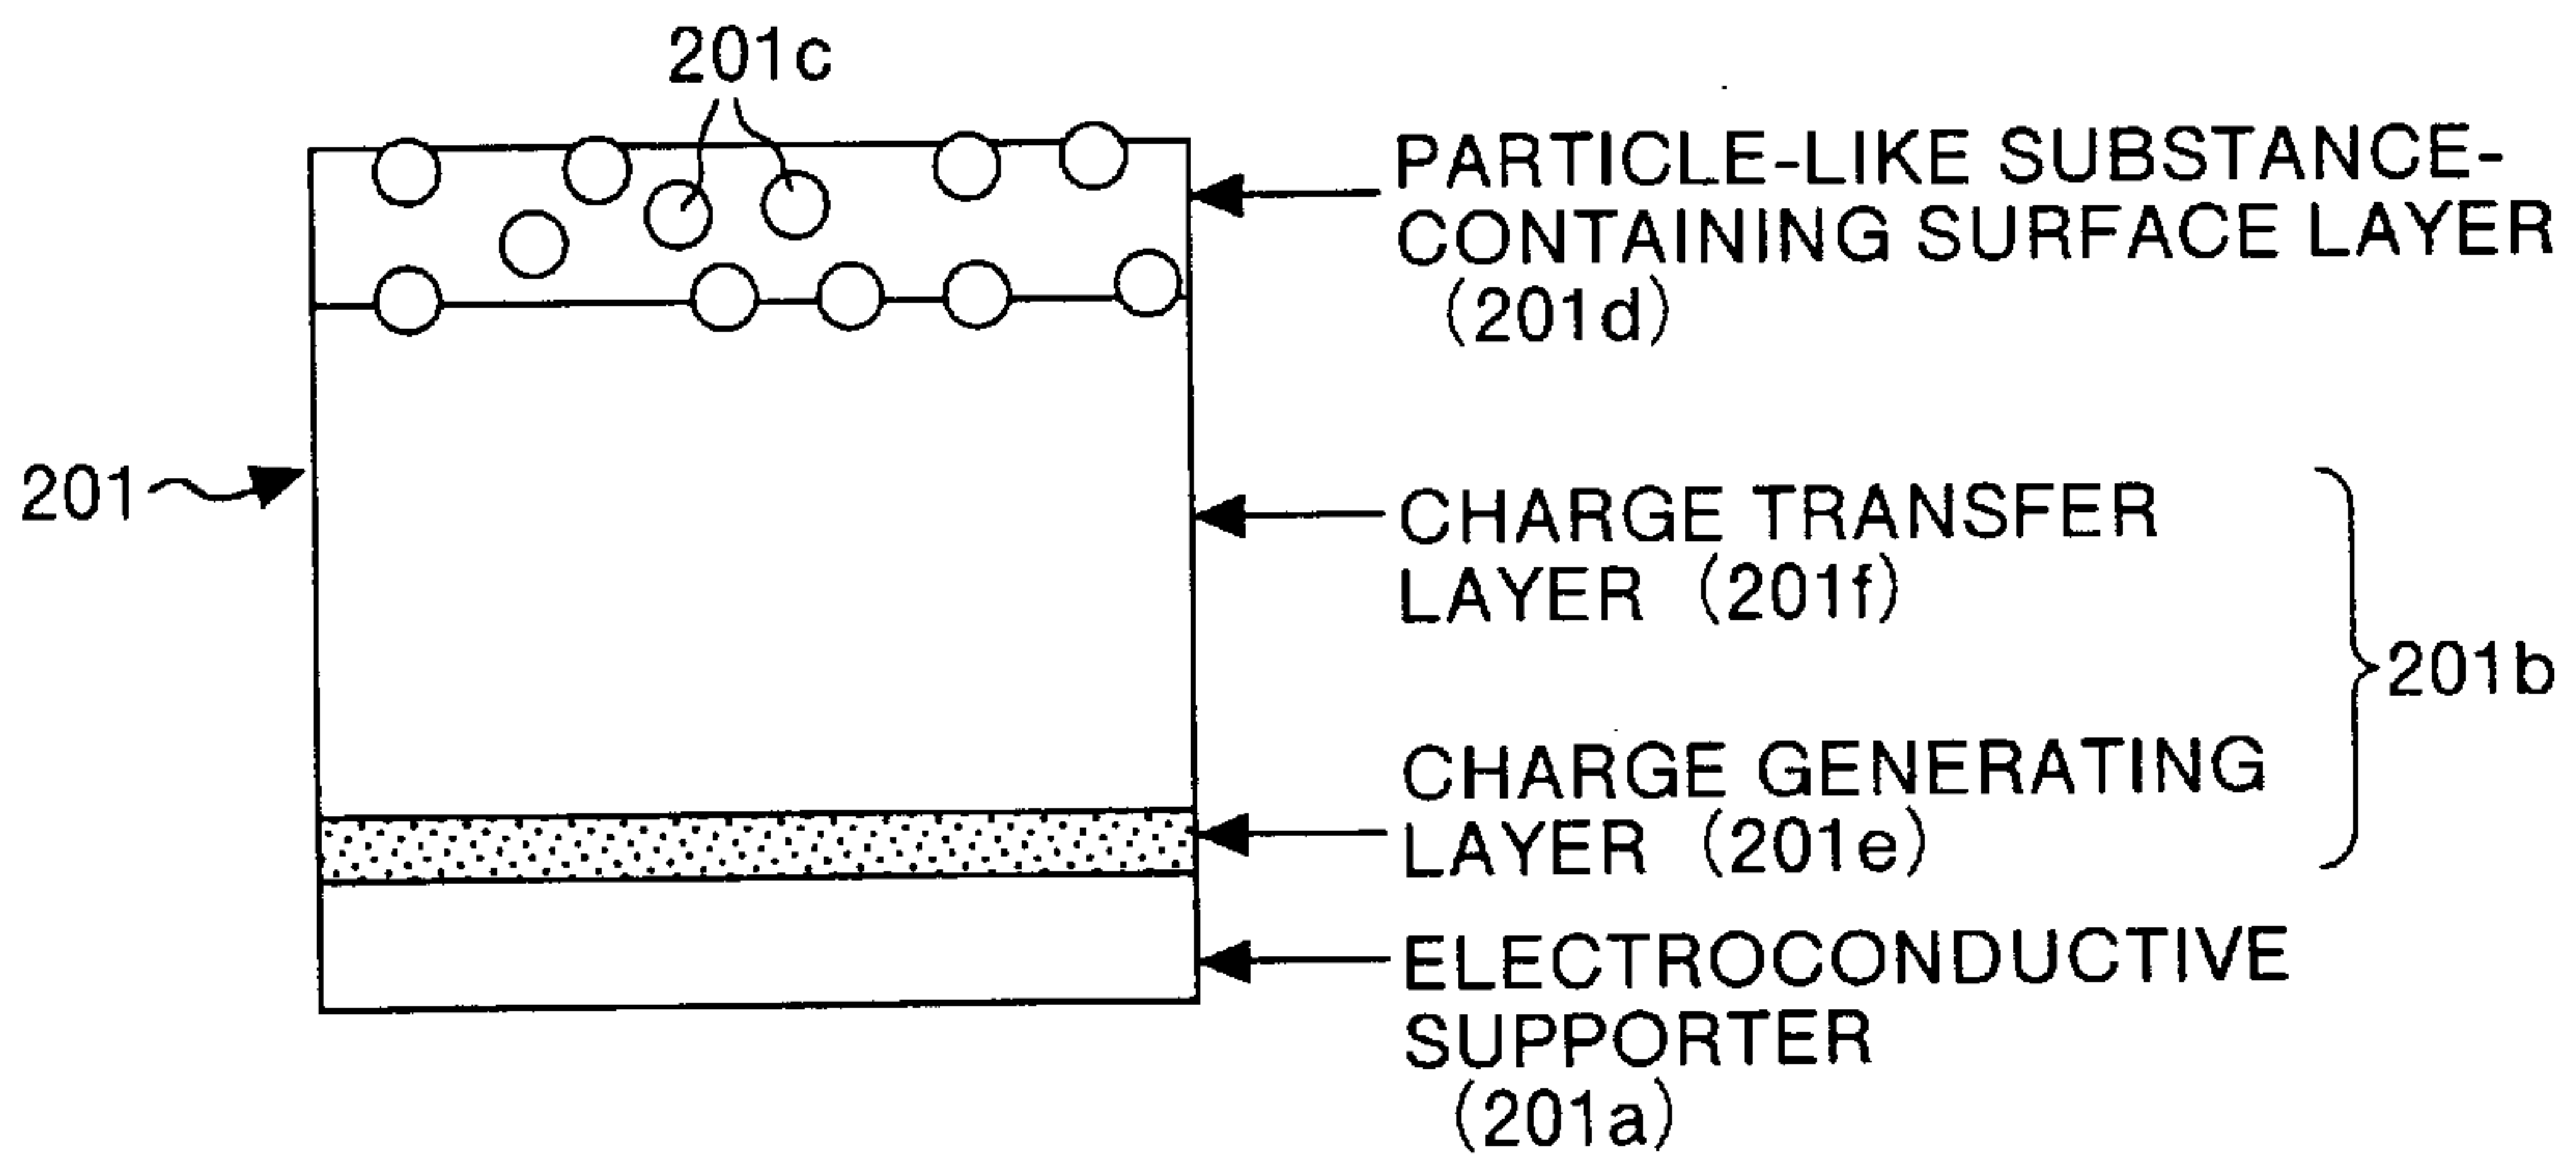 201c
PARTICLE-LIKE SUBSTANCE-
CONTAINING SURFACE LAYER
(201d)
201
CHARGE TRANSFER
LAYER (201f)
201b
CHARGE GENERATING
LAYER (201e)
ELECTROCONDUCTIVE
SUPPORTER
(201a)